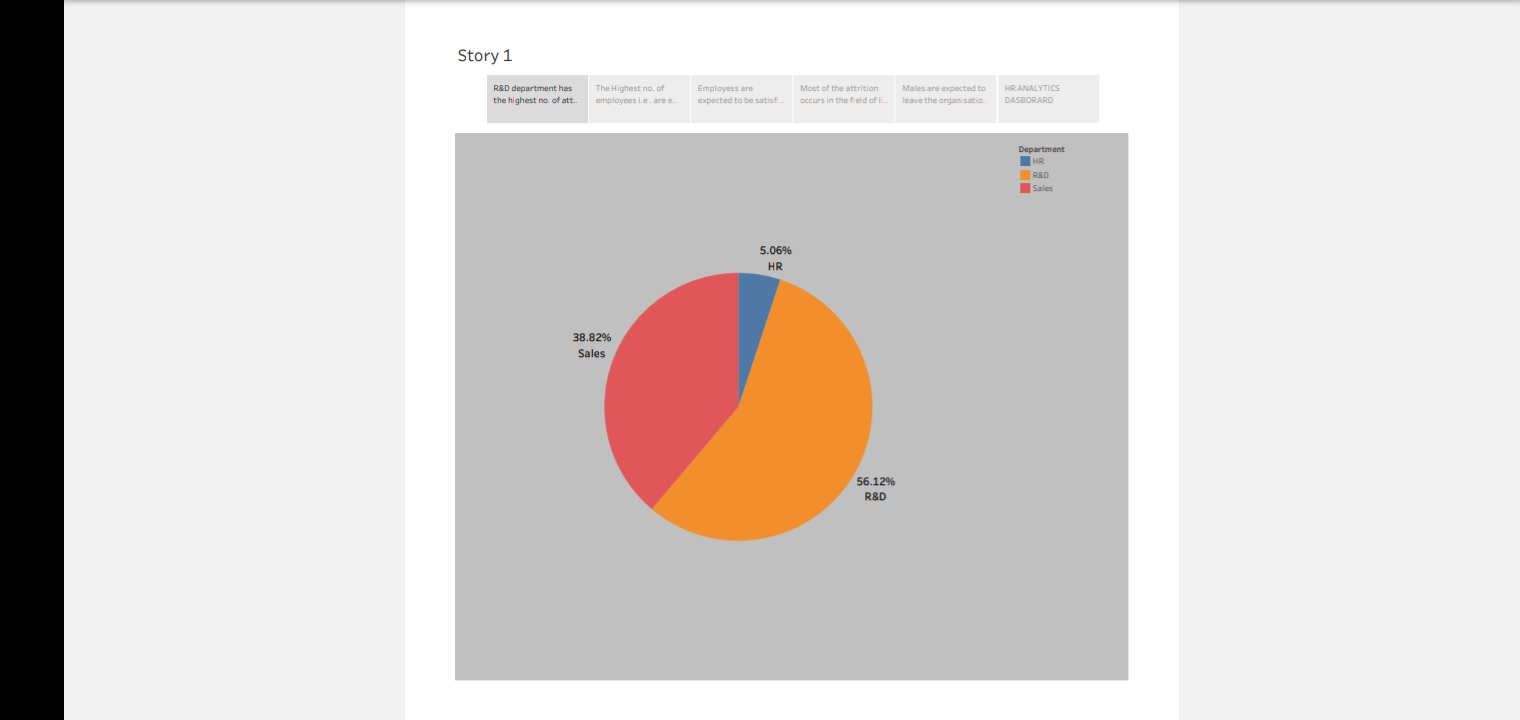 Story 1
R&D department has
the highest no. of att..
The Highest no. of
employees i.e . are e..
Employess are
expected to be satisfi..
Most of the attrition
occurs in the field of li..
Males are expected to
leave the organisatio..
HR ANALYTICS
DASBORARD
Department
HR
R&D
Sales
5.06%
HR
38.82%
Sales
56.12%
R&D